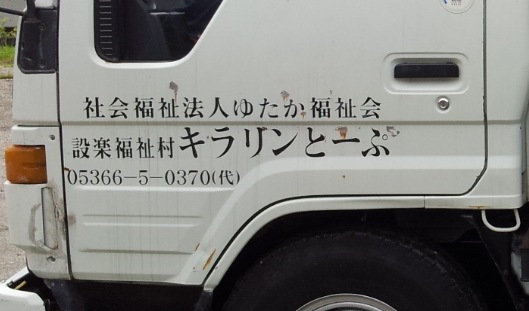 社会福祉法人ゆたか福祉会
設楽福祉村キラリンとーぷ
05366-5-0370(代)